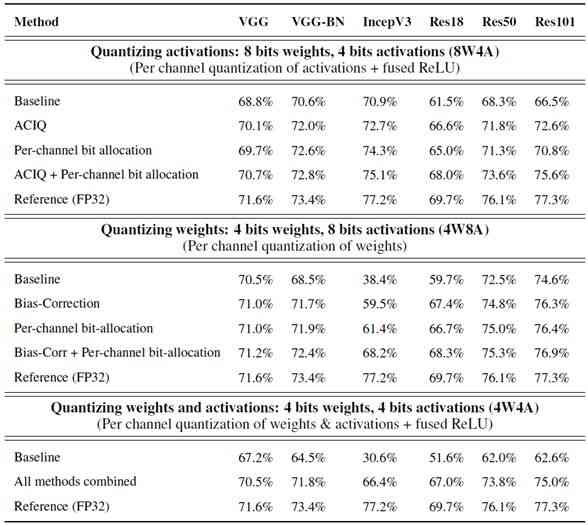 Method VGG VGG-BN IncepV3 Res18 Res50 Res101
Quantizing activations: 8 bits weights, 4 bits activations (8W4A)
(Per channel quantization of activations + fused ReLU)
Baseline 68.8% 70.6% 70.9% 61.5% 68.3% 66.5%
ACIQ 70.1% 72.0% 72.7% 66.6% 71.8% 72.6%
Per-channel bit allocation 69.7% 72.6% 74.3% 65.0% 71.3% 70.8%
ACIQ + Per-channel bit allocation 70.7% 72.8% 75.1% 68.0% 73.6% 75.6%
Reference (FP32) 71.6% 73.4% 77.2% 69.7% 76.1% 77.3%
Quantizing weights: 4 bits weights, 8 bits activations (4W8A)
(Per channel quantization of weights)
Baseline 70.5% 68.5% 38.4% 59.7% 72.5% 74.6%
Bias-Correction 71.0% 71.7% 59.5% 67.4% 74.8% 76.3%
Per-channel bit-allocation 71.0% 71.9% 61.4% 66.7% 75.0% 76.4%
Bias-Corr + Per-channel bit-allocation 71.2% 72.4% 68.2% 68.3% 75.3% 76.9%
Reference (FP32) 71.6% 73.4% 77.2% 69.7% 76.1% 77.3%
Quantizing weights and activations: 4 bits weights, 4 bits activations (4W4A)
(Per channel quantization of weights & activations + fused ReLU)
Baseline 67.2% 64.5% 30.6% 51.6% 62.0% 62.6%
All methods combined 70.5% 71.8% 66.4% 67.0% 73.8% 75.0%
Reference (FP32) 71.6% 73.4% 77.2% 69.7% 76.1% 77.3%